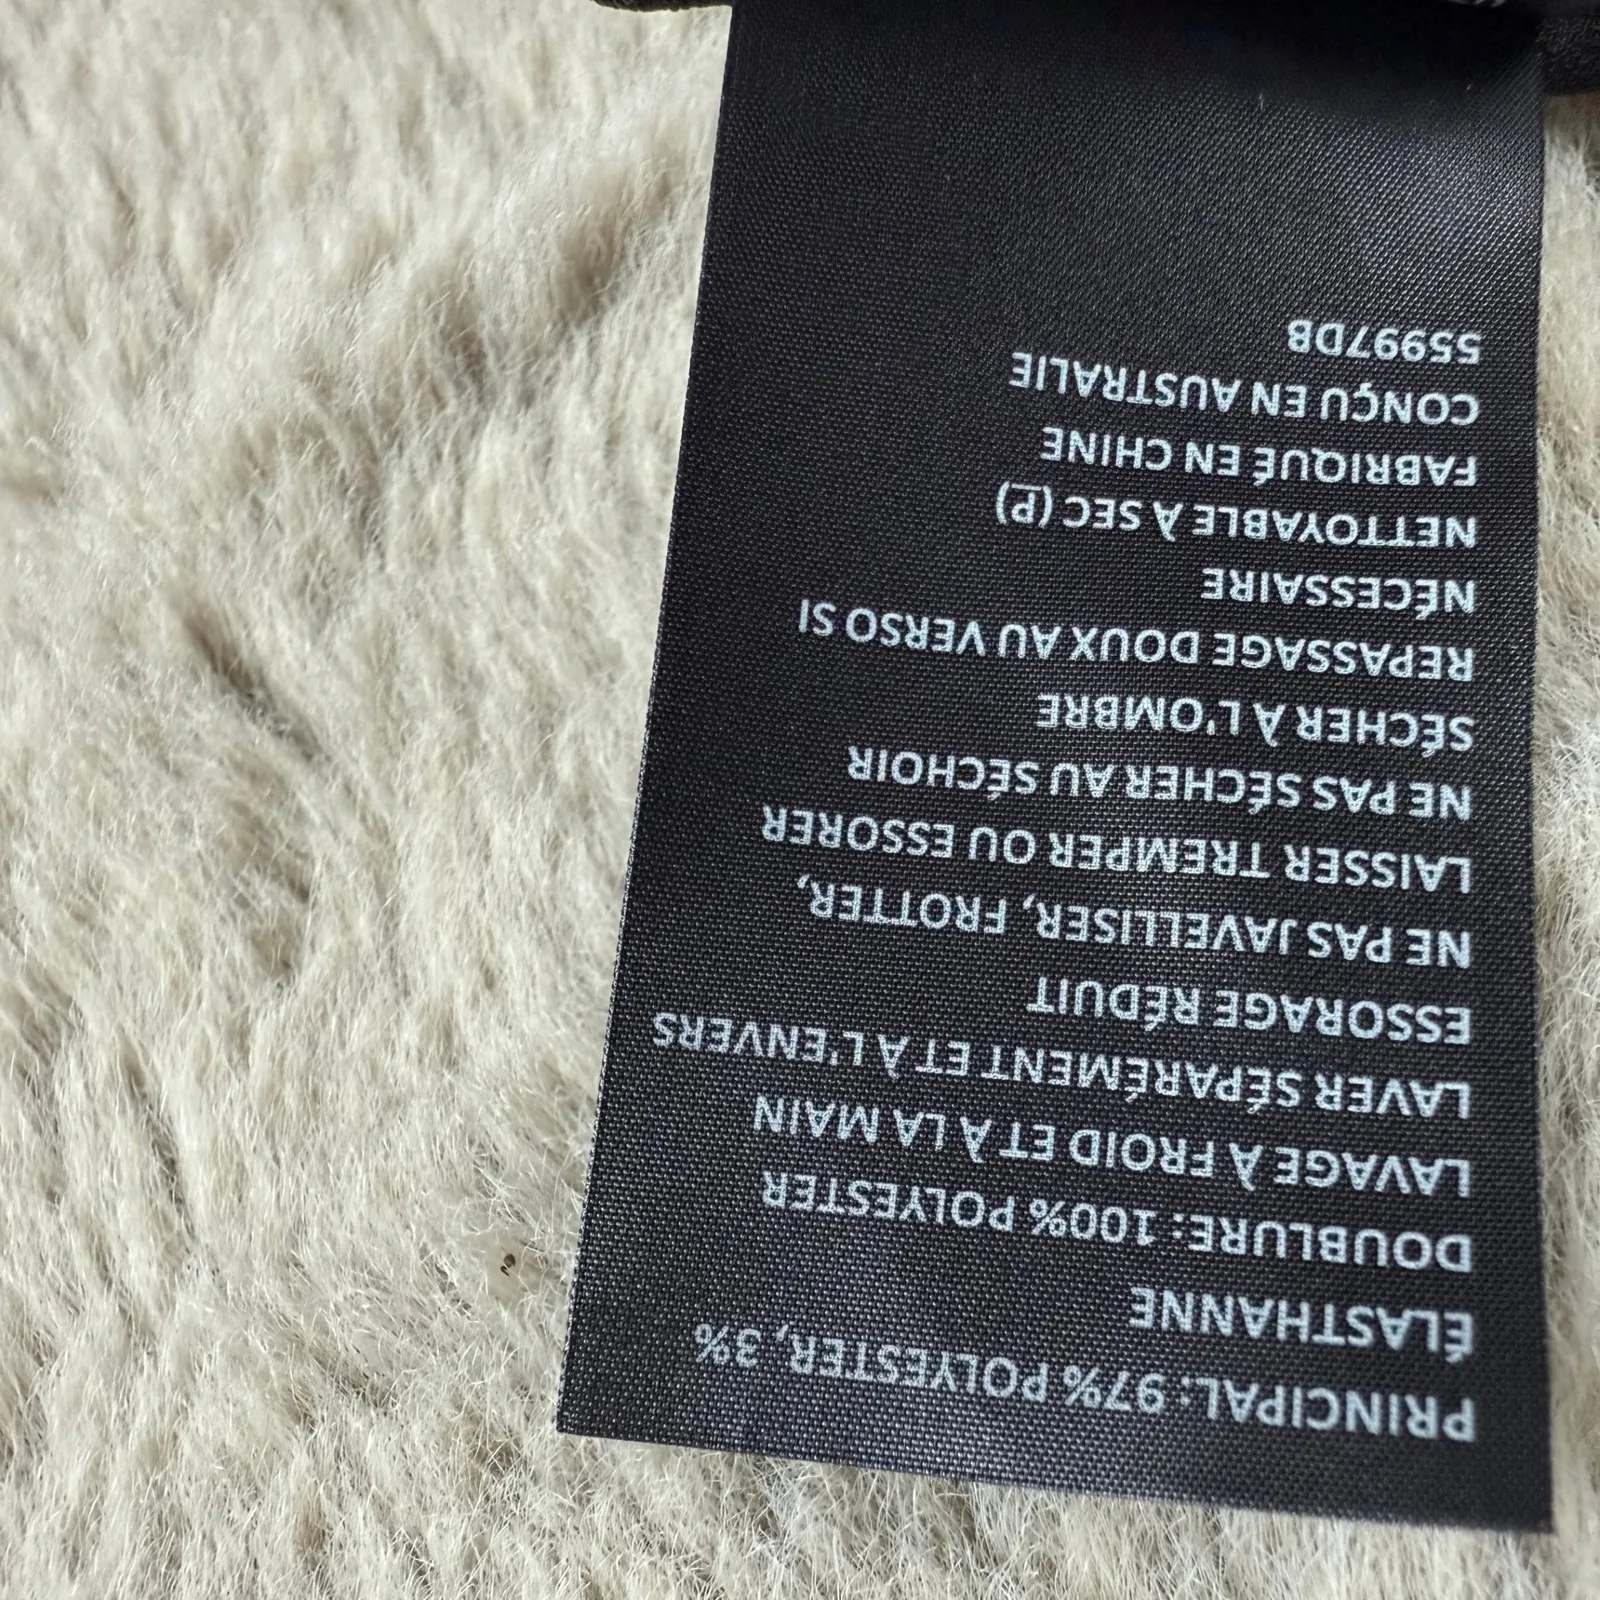 PRINCIPAL: 97% POLYESTER, 3%
ÉLASTHANNE
DOUBLURE: 100% POLYESTER
LAVAGE À FROID ET À LA MAIN
LAVER SÉPARÉMENT ET À L'ENVERS
ESSORAGE RÉDUIT
NE PAS JAVELLISER, FROTTER,
LAISSER TREMPER OU ESSORER
NE PAS SÉCHER AU SÉCHOIR
SÉCHER À L'OMBRE
REPASSAGE DOUX AU VERSO SI
NÉCESSAIRE
NETTOYABLE À SEC (P)
FABRIQUÉ EN CHINE
CONÇU EN AUSTRALIE
55997DB